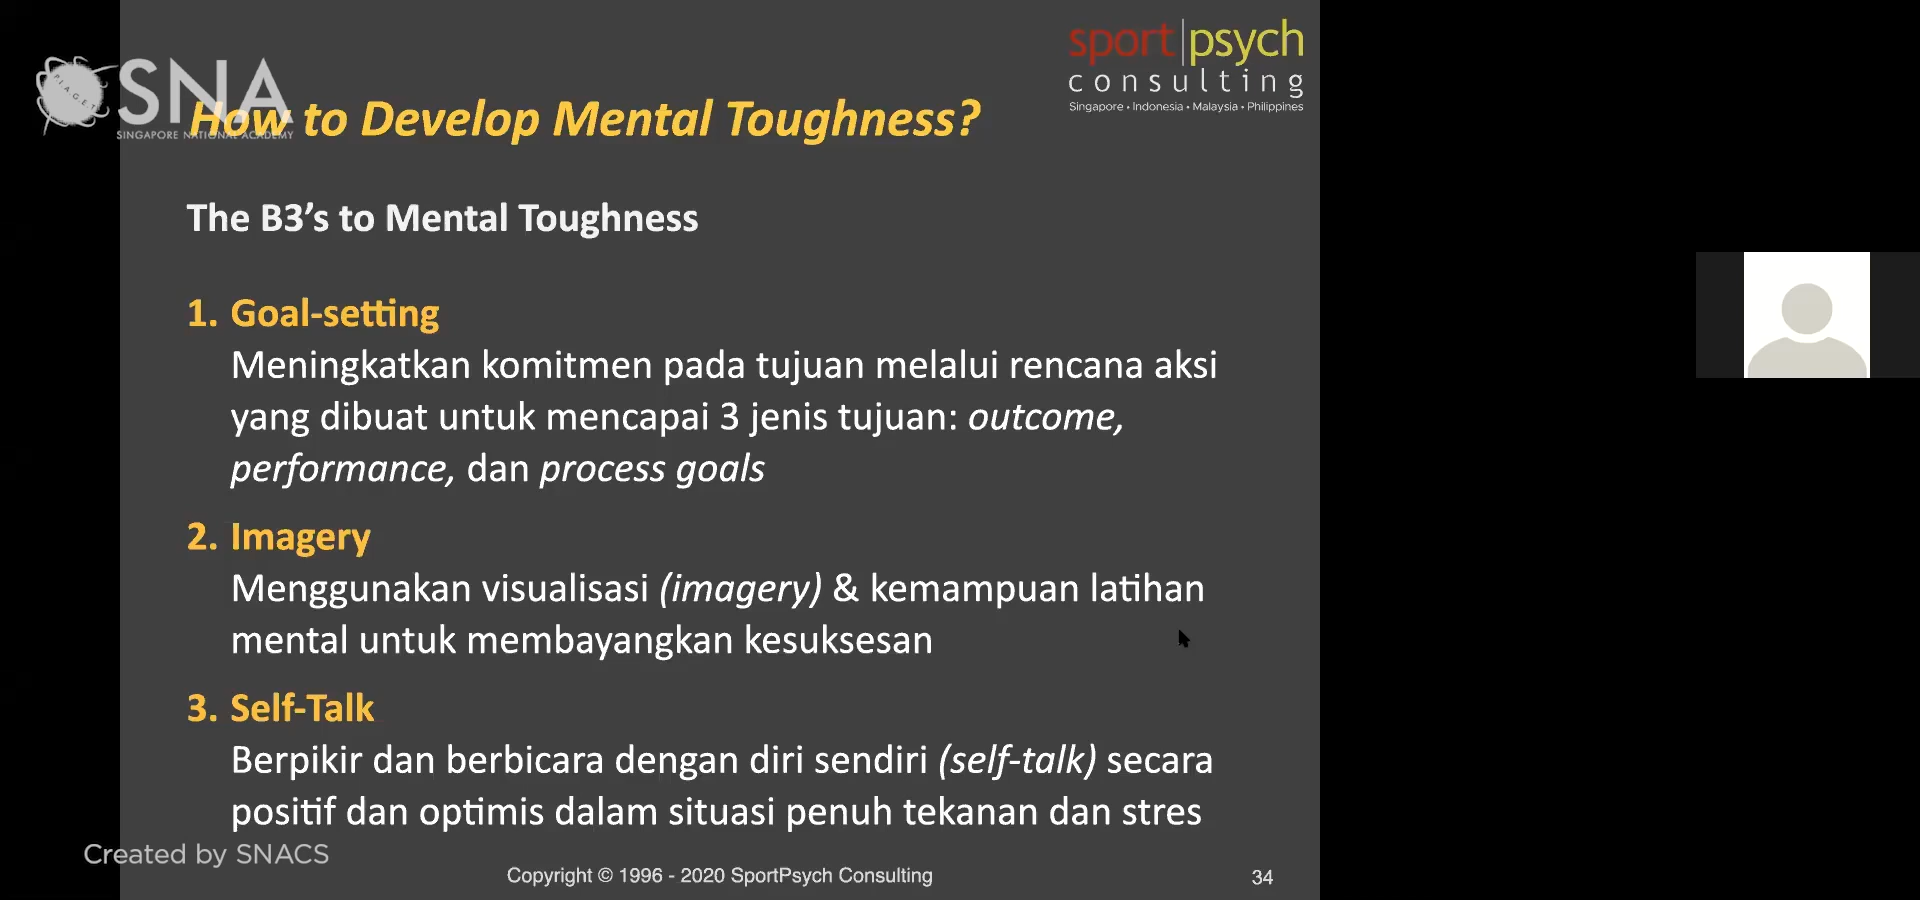 SNA
PIAGET
SINGAPORE NATIONAL ACADEMY
sport|psych
consulting
Singapore • Indonesia • Malaysia • Philippines
How to Develop Mental Toughness?
The B3’s to Mental Toughness
1. Goal-setting
Meningkatkan komitmen pada tujuan melalui rencana aksi
yang dibuat untuk mencapai 3 jenis tujuan: outcome,
performance, dan process goals
2. Imagery
Menggunakan visualisasi (imagery) & kemampuan latihan
mental untuk membayangkan kesuksesan
3. Self-Talk
Berpikir dan berbicara dengan diri sendiri (self-talk) secara
positif dan optimis dalam situasi penuh tekanan dan stres
Created by SNACS
Copyright © 1996 - 2020 SportPsych Consulting
34